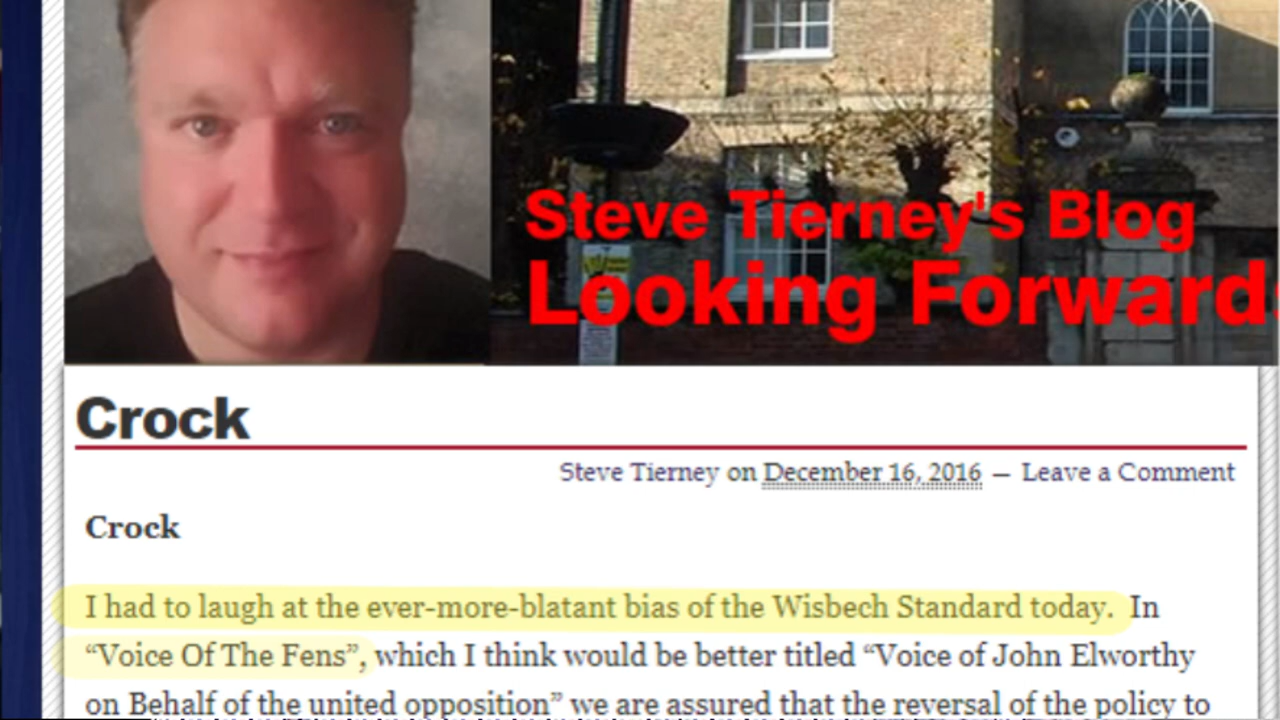 Steve Tierney's Blog
Looking Forward
Crock
Steve Tierney on December 16, 2016 — Leave a Comment
Crock
I had to laugh at the ever-more-blatant bias of the Wisbech Standard today. In
“Voice Of The Fens”, which I think would be better titled “Voice of John Elworthy
on Behalf of the united opposition” we are assured that the reversal of the policy to